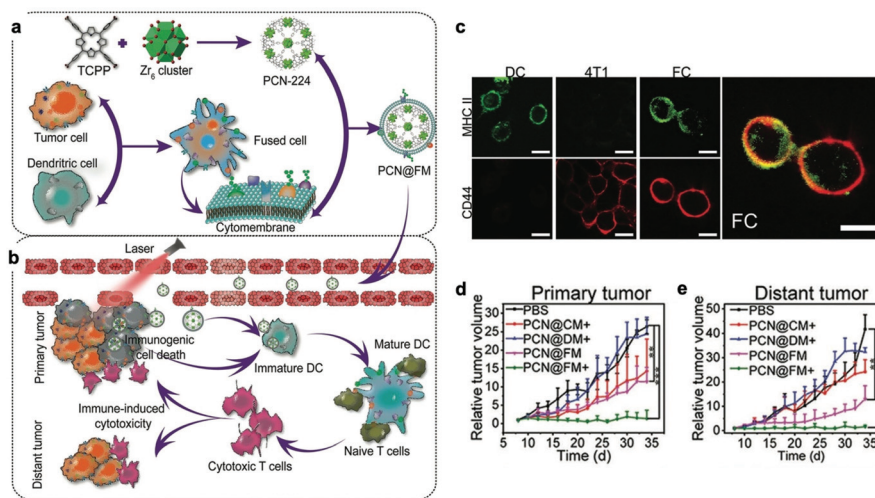 a
TCPP
Zr6 cluster
PCN-224
Tumor cell
Dendritric cell
Fused cell
Cytomembrane
PCN@FM
b
Laser
Primary tumor
Immunogenic
cell death
Immature DC
Mature DC
Immune-induced
cytotoxicity
Distant tumor
Cytotoxic T cells
Naive T cells
c
DC
4T1
FC
MHC II
CD44
FC
d
Primary tumor
Relative tumor volume
30
25
20
15
10
5
0
PBS
PCN@CM+
PCN@DM+
PCN@FM
PCN@FM+
**
***
5 10 15 20 25 30 35
Time (d)
e
Distant tumor
Relative tumor volume
50
40
30
20
10
0
PBS
PCN@CM+
PCN@DM+
PCN@FM
PCN@FM+
**
10 15 20 25 30 35
Time (d)